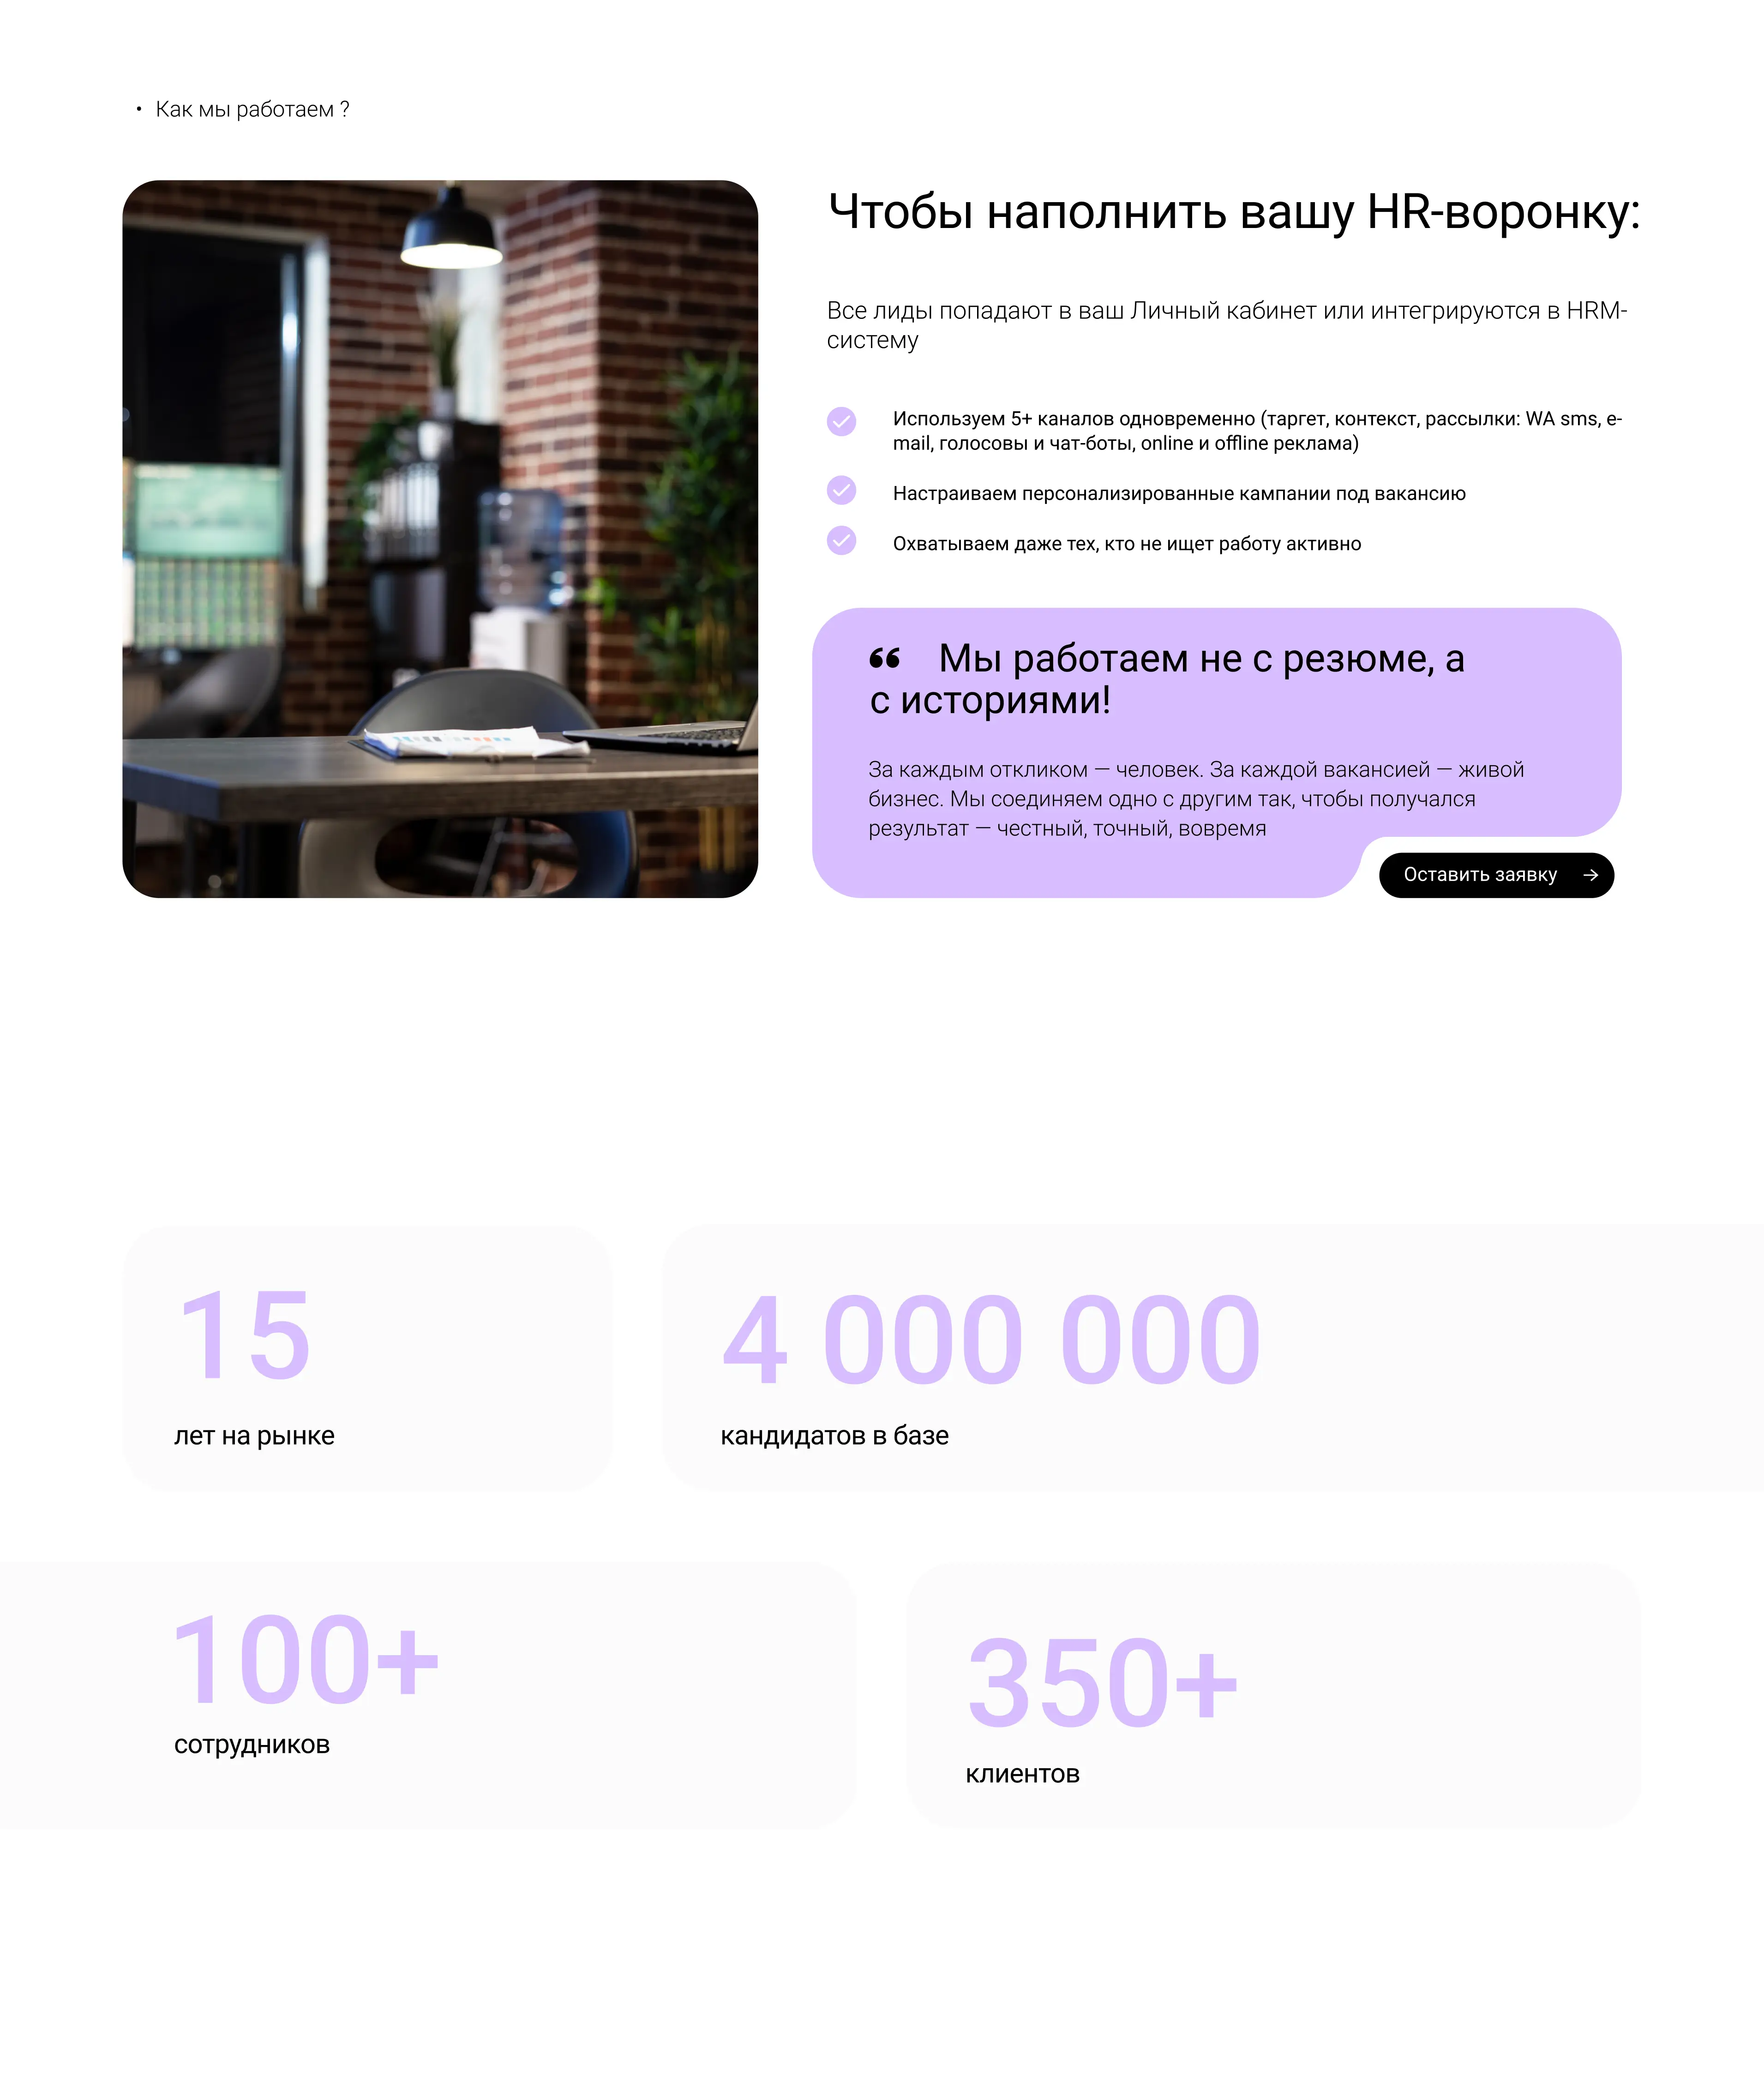 • Как мы работаем ?
Чтобы наполнить вашу HR-воронку:
Все лиды попадают в ваш Личный кабинет или интегрируются в HRM-
систему
Используем 5+ каналов одновременно (таргет, контекст, рассылки: WA sms, e-
mail, голосовы и чат-боты, online и offline реклама)
Настраиваем персонализированные кампании под вакансию
Охватываем даже тех, кто не ищет работу активно
“ Мы работаем не с резюме, а
с историями!
За каждым откликом — человек. За каждой вакансией — живой
бизнес. Мы соединяем одно с другим так, чтобы получался
результат — честный, точный, вовремя
Оставить заявку →
15
лет на рынке
4 000 000
кандидатов в базе
100+
сотрудников
350+
клиентов